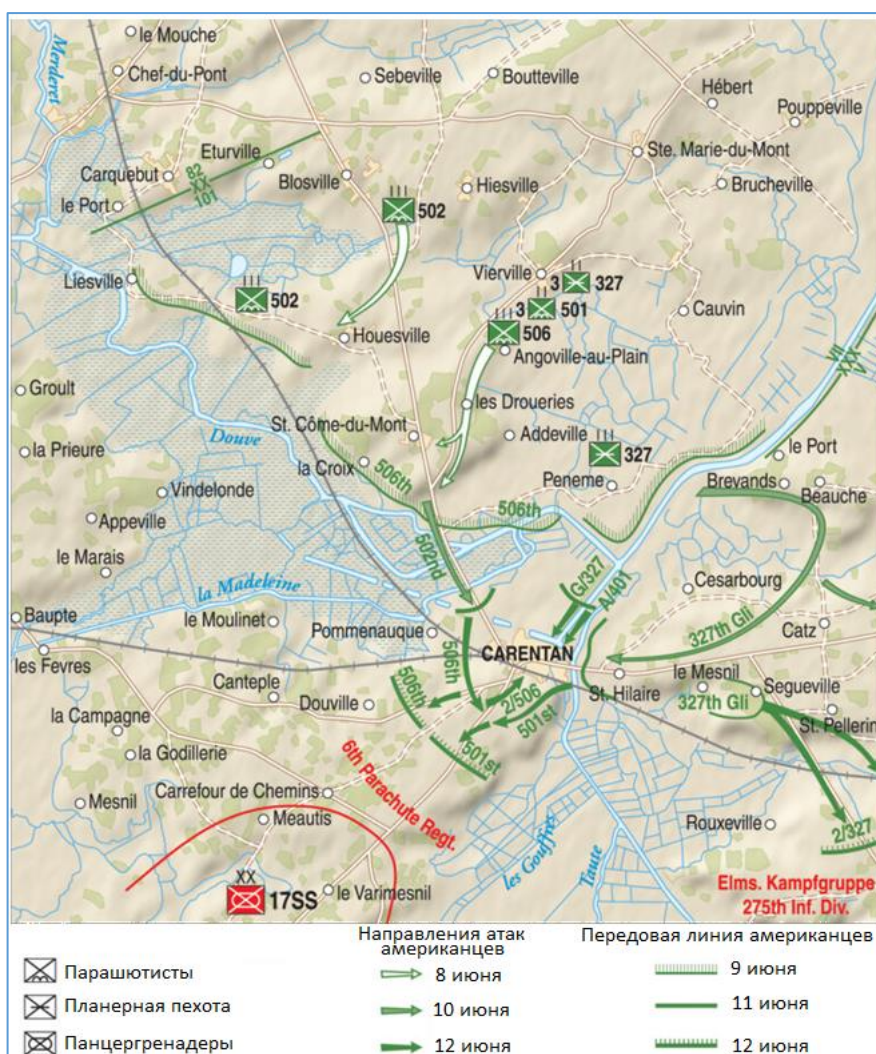 le Mouche
Merderet
Chef-du-Pont
Sebeville
Boutteville
Hébert
Pouppeville
Eturville
Ste. Marie-du-Mont
Carquebut
82
XX
101
Blosville
Hiesville
Brucheville
le Port
502
Vierville
3 327
Liesville
502
3 501
Cauvin
506
Houesville
Angoville-au-Plain
VII
XXX
V
Groult
les Droueries
St. Côme-du-Mont
Douve
Addeville
327
la Prieure
la Croix
506th
le Port
Vindelonde
Peneme
Brevands
Beauche
506th
Appeville
502nd
le Marais
la Madeleine
G/327
A/401
Cesarbourg
Baupte
le Moulinet
Pommenauque
327th Gli
Catz
CARENTAN
506th
les Fevres
le Mesnil
Canteple
506th
2/506
St. Hilaire
Segueville
Douville
327th Gli
la Campagne
501st
St. Pellerin
la Godillerie
501st
6th Parachute Regt.
Mesnil
Carrefour de Chemins
Meautis
Rouxeville
2/327
les Gouffres
Taute
XX
17SS
le Varimesnil
Elms. Kampfgruppe
275th Inf. Div.
Направления атак
американцев
Передовая линия американцев
Парашютисты
8 июня
9 июня
Планерная пехота
10 июня
11 июня
Панцергренадеры
12 июня
12 июня